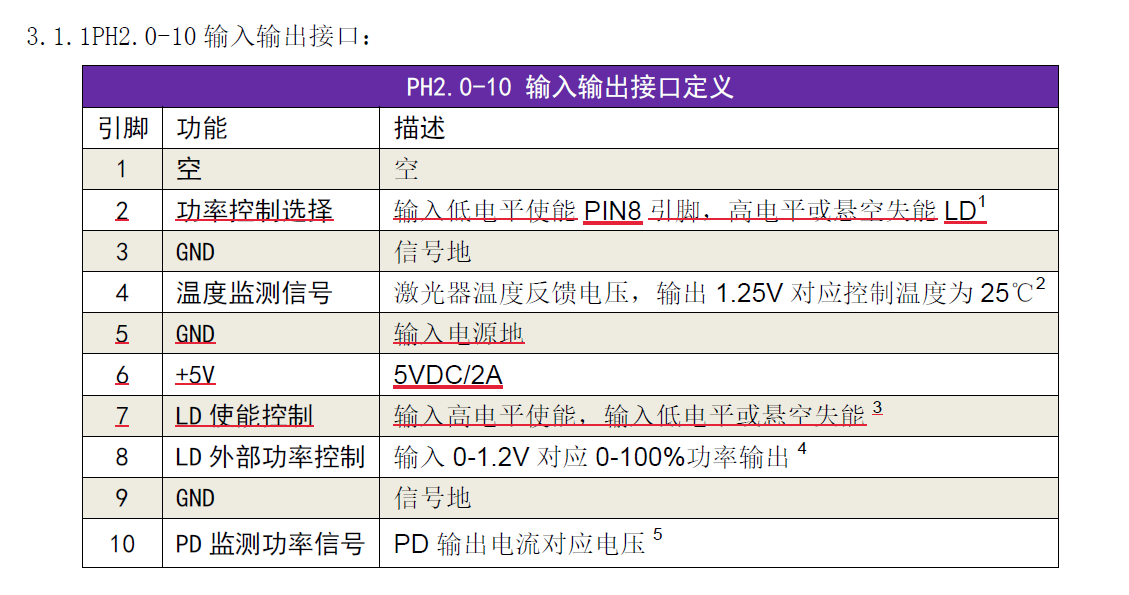 3.1.1PH2.0-10 输入输出接口：
PH2.0-10 输入输出接口定义
引脚 功能 描述
1 空 空
2 功率控制选择 输入低电平使能 PIN8 引脚，高电平或悬空失能 LD1
3 GND 信号地
4 温度监测信号 激光器温度反馈电压，输出 1.25V 对应控制温度为 25℃2
5 GND 输入电源地
6 +5V 5VDC/2A
7 LD 使能控制 输入高电平使能，输入低电平或悬空失能 3
8 LD 外部功率控制 输入 0-1.2V 对应 0-100%功率输出 4
9 GND 信号地
10 PD 监测功率信号 PD 输出电流对应电压 5